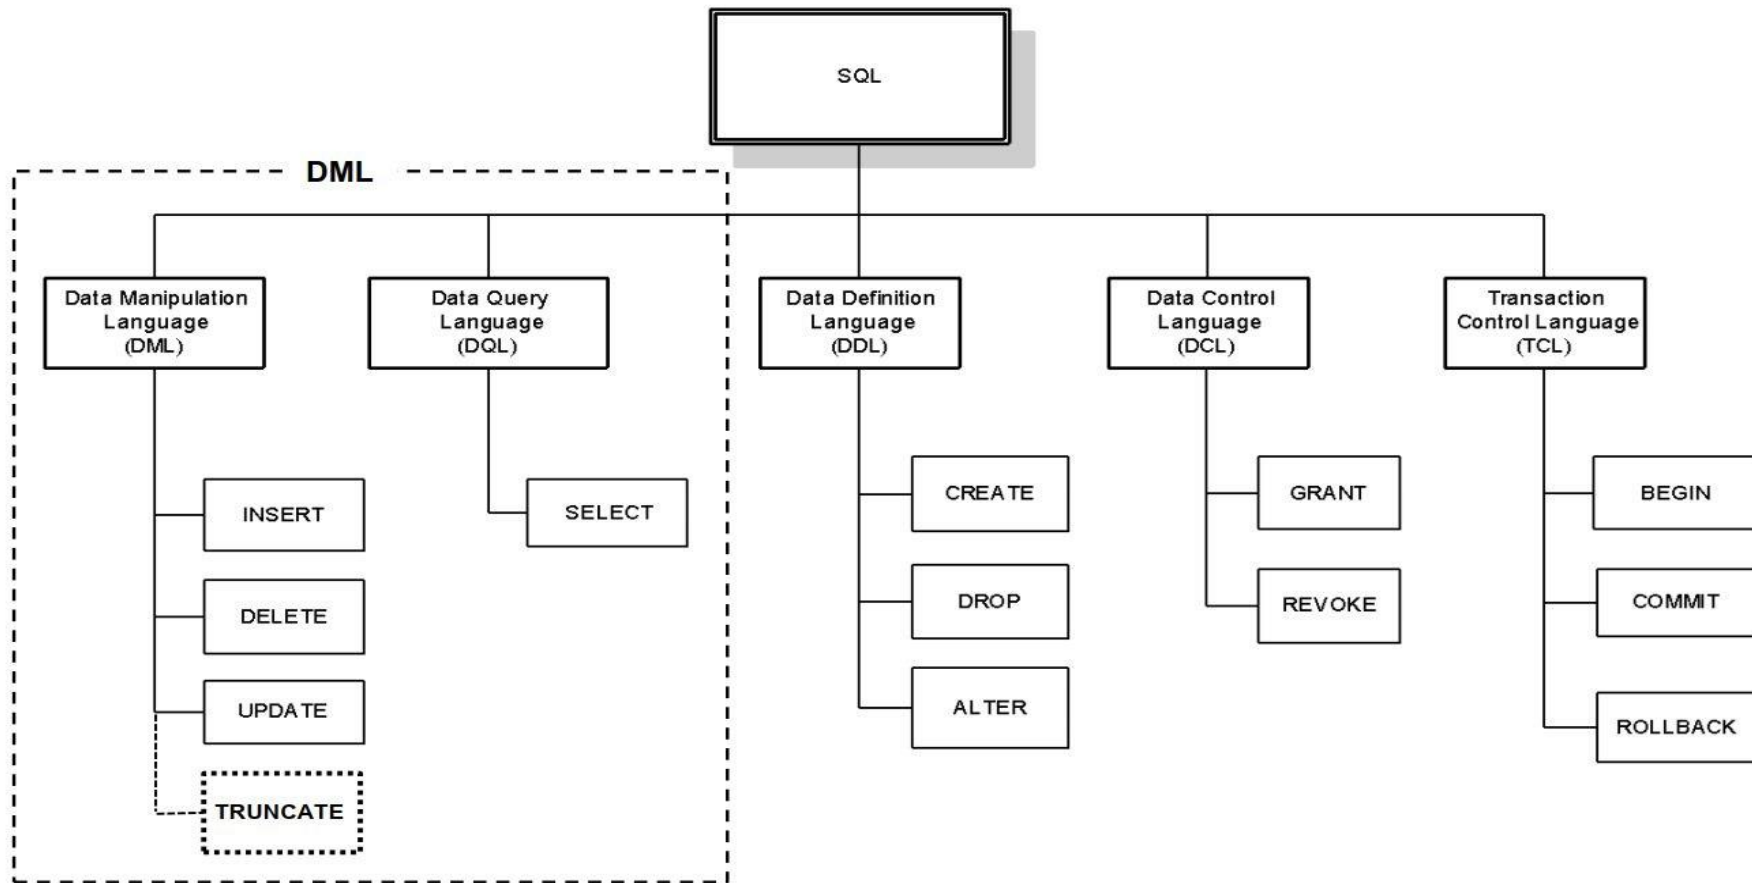 SQL
DML
Data Manipulation
Language
(DML)
Data Query
Language
(DQL)
Data Definition
Language
(DDL)
Data Control
Language
(DCL)
Transaction
Control Language
(TCL)
INSERT
DELETE
UPDATE
TRUNCATE
SELECT
CREATE
DROP
ALTER
GRANT
REVOKE
BEGIN
COMMIT
ROLLBACK